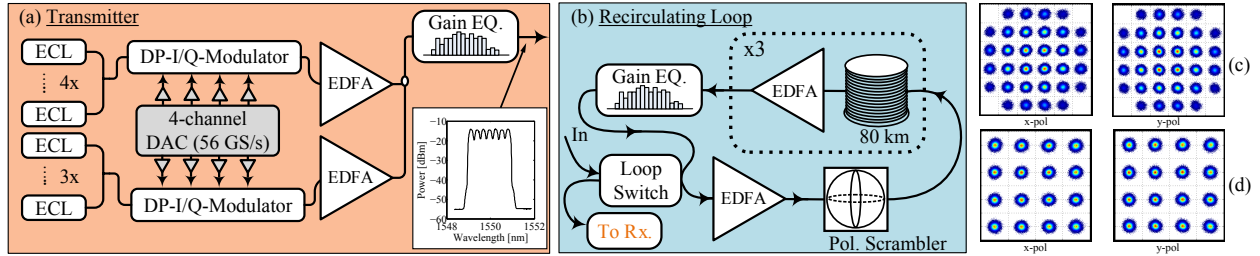 (a) Transmitter
ECL
4x
ECL
ECL
3x
ECL
DP-I/Q-Modulator
4-channel
DAC (56 GS/s)
DP-I/Q-Modulator
EDFA
EDFA
Gain EQ.
Power [dBm]
−10
−20
−30
−40
−50
−60
1548
1550
1552
Wavelength [nm]
(b) Recirculating Loop
x3
Gain EQ.
EDFA
80 km
In
Loop
Switch
To Rx.
EDFA
Pol. Scrambler
x-pol
y-pol
(c)
x-pol
y-pol
(d)